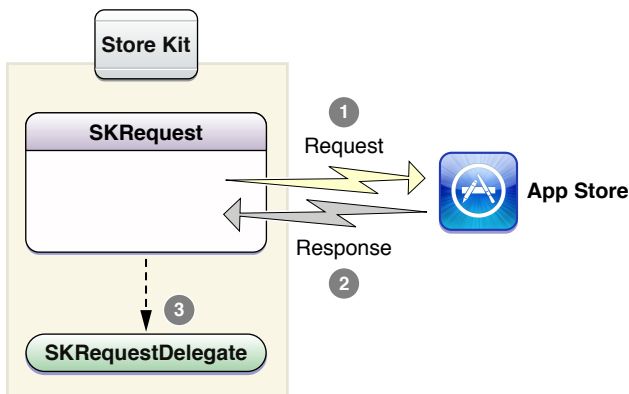 Store Kit
SKRequest
1
Request
App Store
Response
2
3
SKRequestDelegate